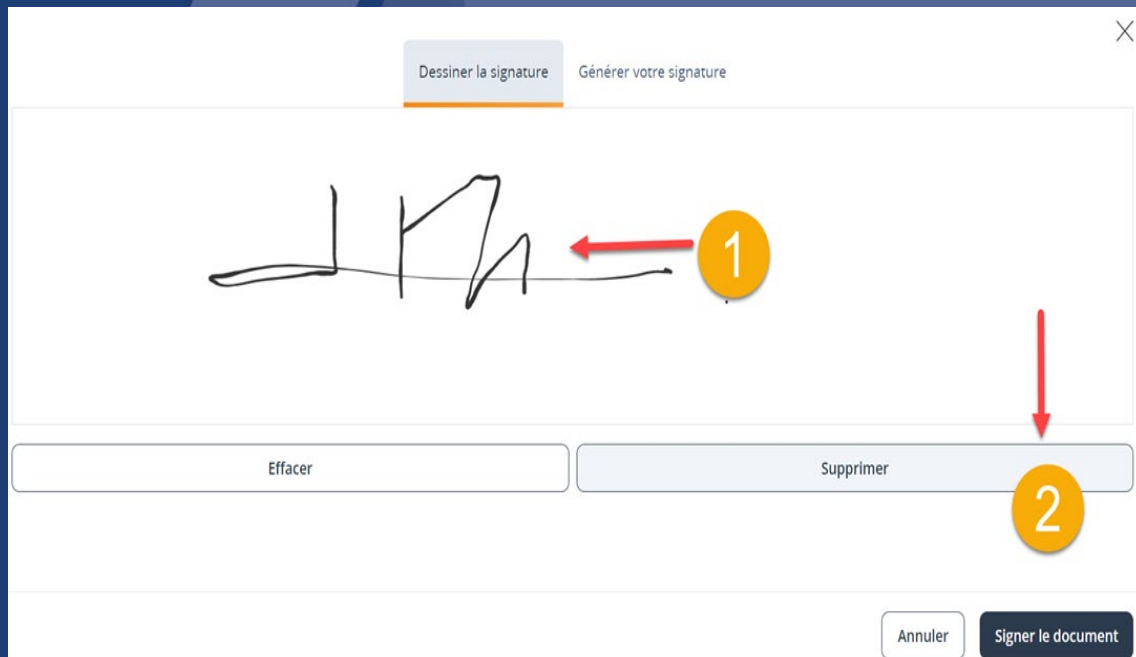 Dessiner la signature Générer votre signature
1
Effacer Supprimer
2
Annuler Signer le document